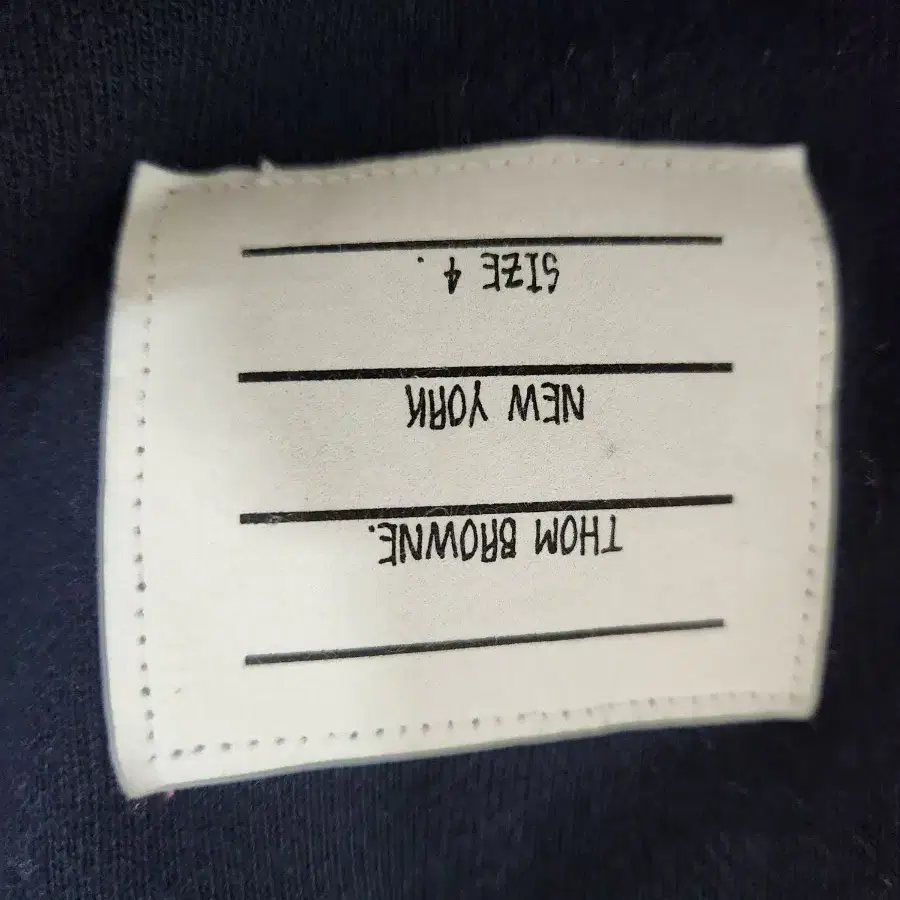 THOM BROWNE.
NEW YORK
SIZE 4.